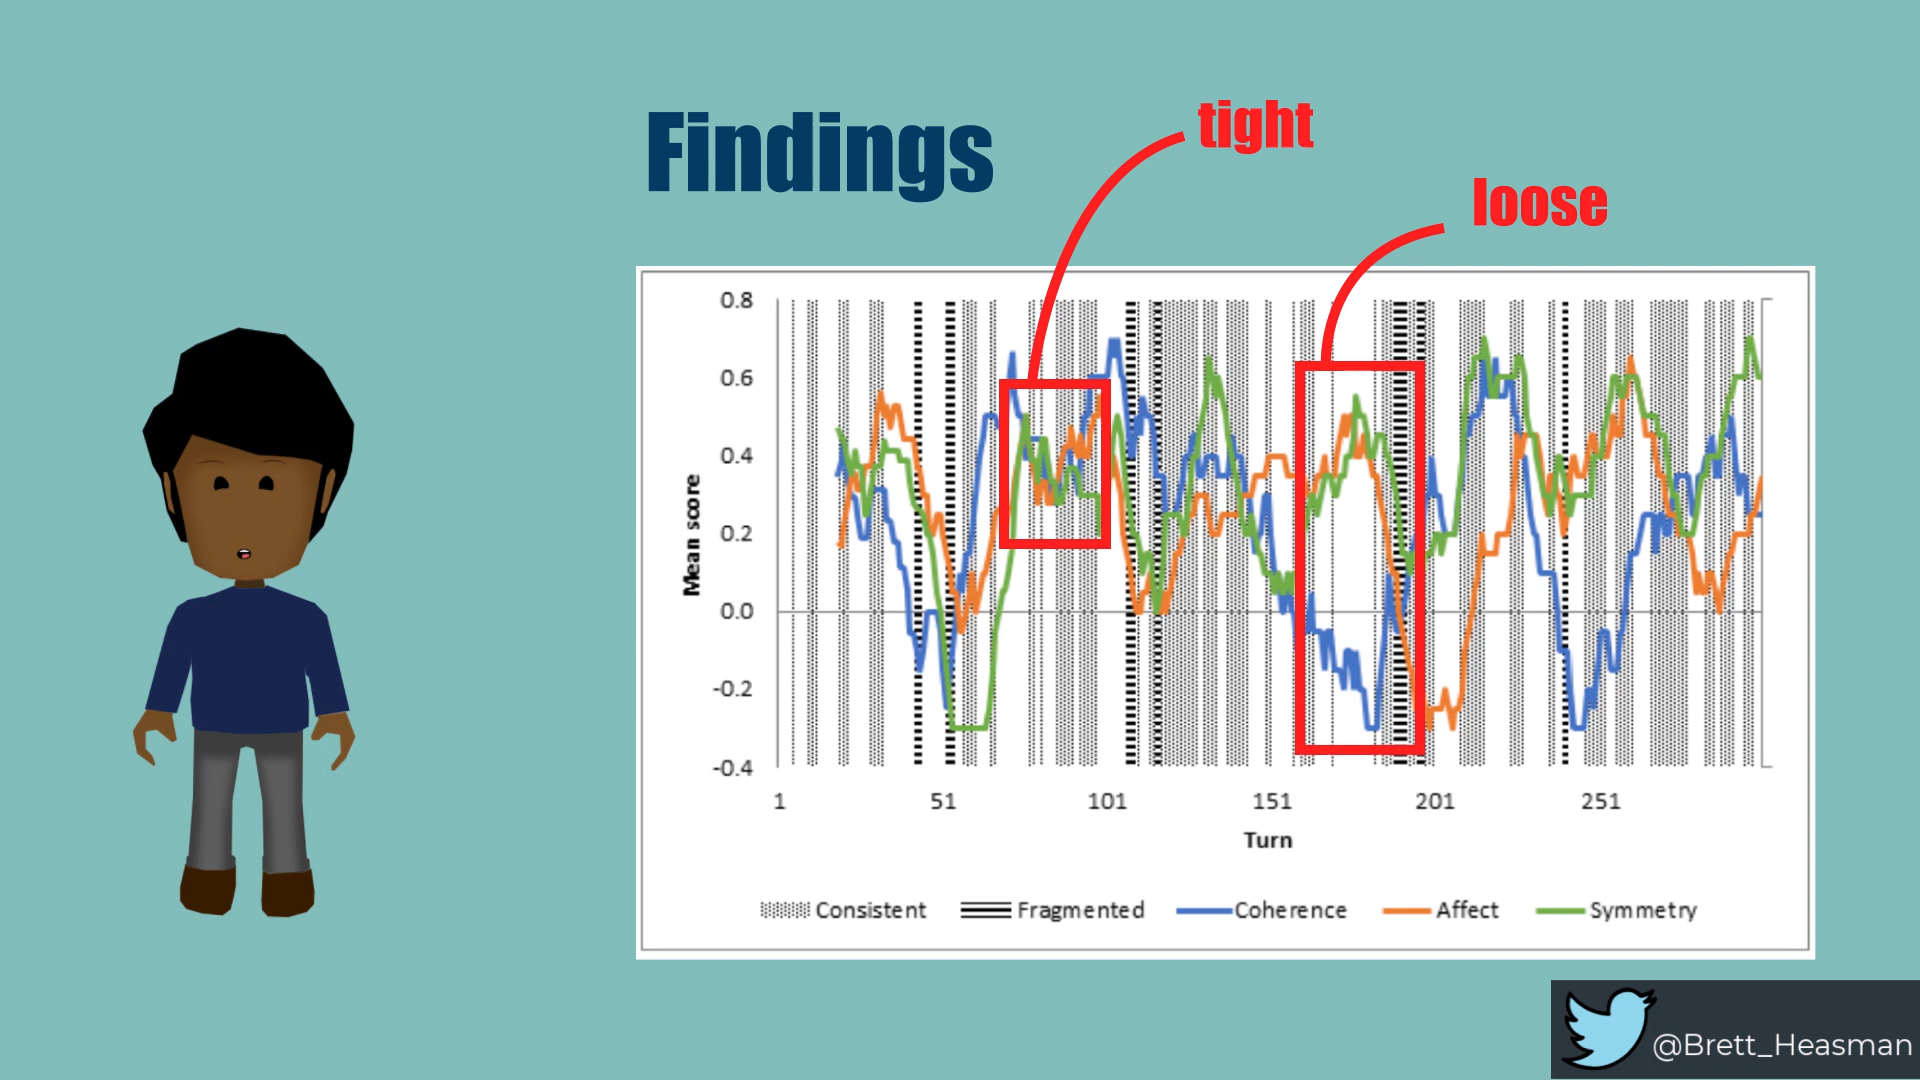 Findings
tight
loose
0.8
0.6
0.4
0.2
0.0
-0.2
-0.4
Mean score
1 51 101 151 201 251
Turn
Consistent Fragmented Coherence Affect Symmetry
@Brett_Heasman